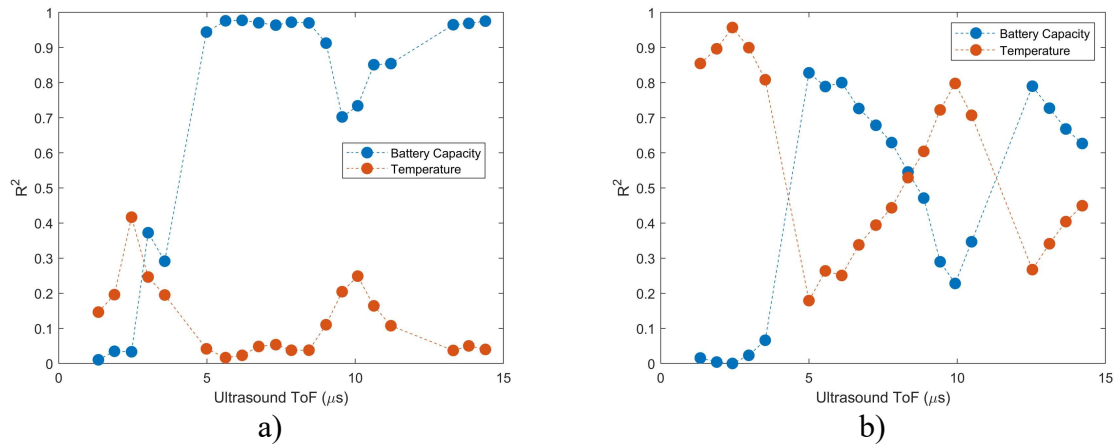 1
0.9
0.8
0.7
0.6
0.5
0.4
0.3
0.2
0.1
0
R²
Battery Capacity
Temperature
0 5 10 15
Ultrasound ToF (μs)
a)
1
0.9
0.8
0.7
0.6
0.5
0.4
0.3
0.2
0.1
0
R²
Battery Capacity
Temperature
0 5 10 15
Ultrasound ToF (μs)
b)